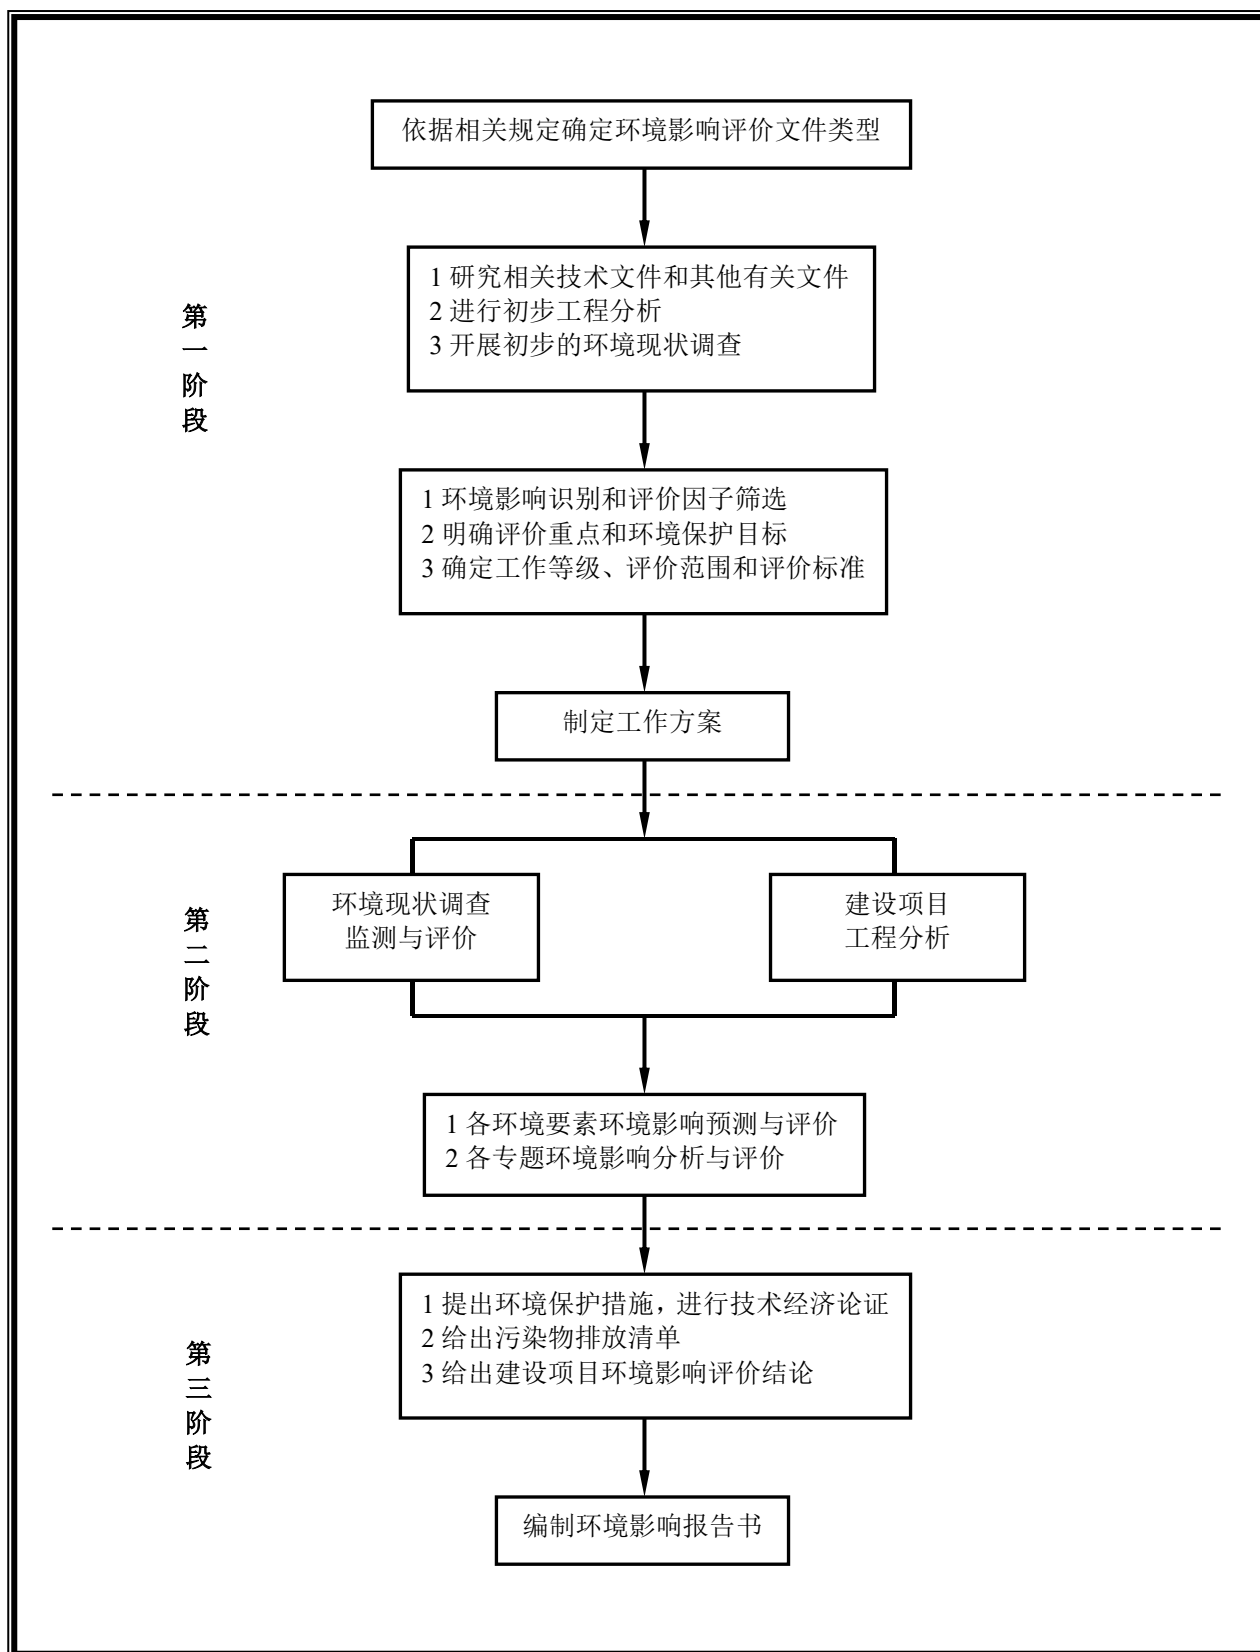 依据相关规定确定环境影响评价文件类型
1 研究相关技术文件和其他有关文件
2 进行初步工程分析
3 开展初步的环境现状调查
第一阶段
1 环境影响识别和评价因子筛选
2 明确评价重点和环境保护目标
3 确定工作等级、评价范围和评价标准
制定工作方案
第二阶段
环境现状调查
监测与评价
建设项目
工程分析
1 各环境要素环境影响预测与评价
2 各专题环境影响分析与评价
第三阶段
1 提出环境保护措施，进行技术经济论证
2 给出污染物排放清单
3 给出建设项目环境影响评价结论
编制环境影响报告书